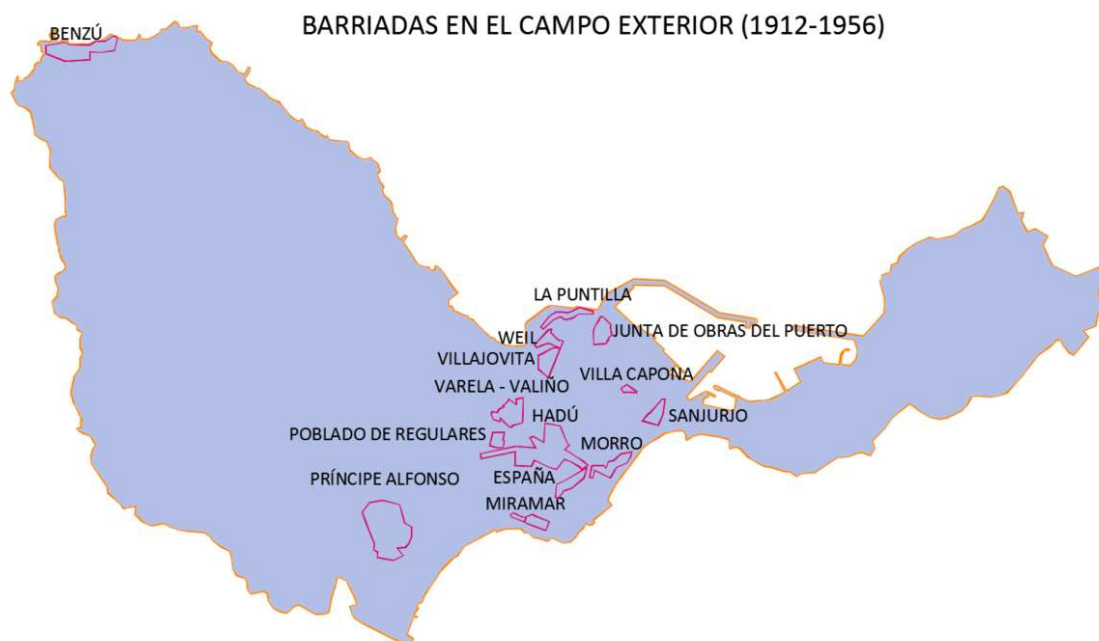 BARRIADAS EN EL CAMPO EXTERIOR (1912-1956)
BENZÚ
LA PUNTILLA
WEIL
JUNTA DE OBRAS DEL PUERTO
VILLAJOVITA
VILLA CAPONA
VARELA - VALIÑO
HADÚ
SANJURJO
POBLADO DE REGULARES
MORRO
PRÍNCIPE ALFONSO
ESPAÑA
MIRAMAR